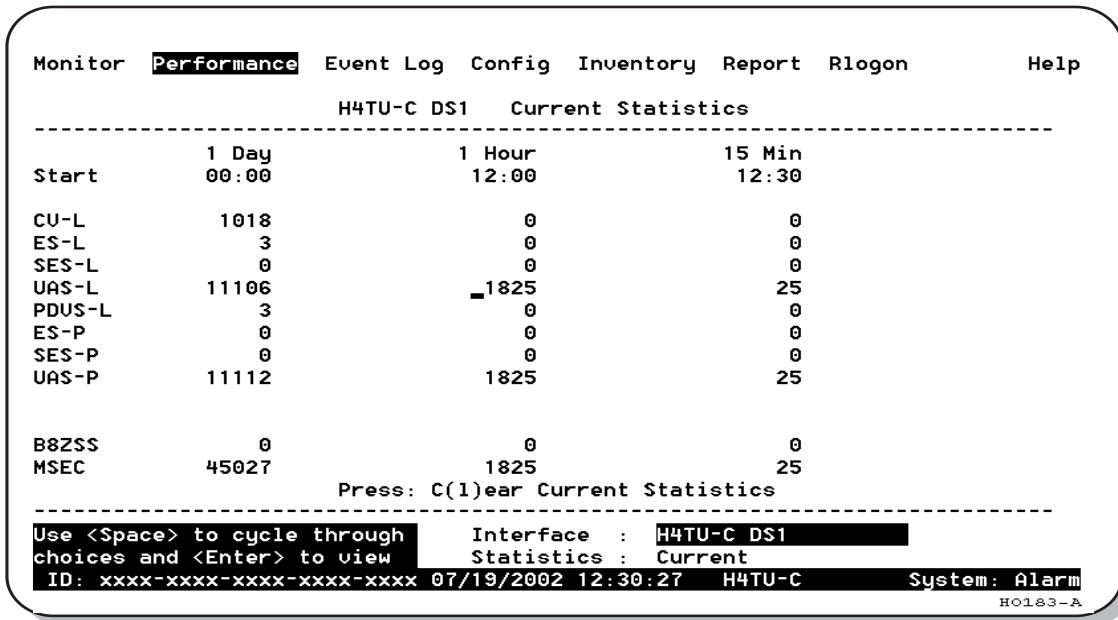 Monitor Performance Event Log Config Inventory Report Rlogon Help
H4TU-C DS1 Current Statistics
--------------------------------------------------------------------------------
1 Day 1 Hour 15 Min
Start 00:00 12:00 12:30
CV-L 1018 0 0
ES-L 3 0 0
SES-L 0 0 0
UAS-L 11106 _1825 25
PDVS-L 3 0 0
ES-P 0 0 0
SES-P 0 0 0
UAS-P 11112 1825 25
B8ZSS 0 0 0
MSEC 45027 1825 25
Press: C(l)ear Current Statistics
--------------------------------------------------------------------------------
Use <Space> to cycle through Interface : H4TU-C DS1
choices and <Enter> to view Statistics : Current
ID: xxxx-xxxx-xxxx-xxxx-xxxx 07/19/2002 12:30:27 H4TU-C System: Alarm
HO183-A